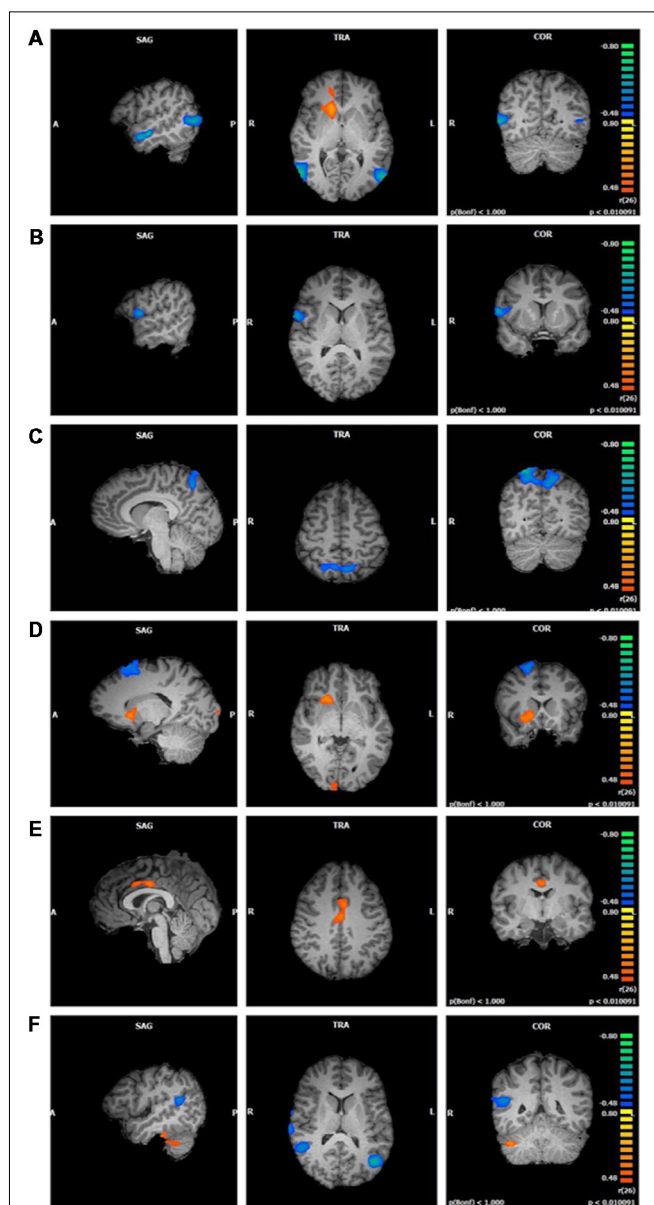 A
SAG
A
P
TRA
R
L
COR
R
-0.80
-0.48
0.80
0.48
r(26)
p(Bonf) < 1.000
p < 0.010091
B
SAG
A
P
TRA
R
L
COR
R
-0.80
-0.48
0.80
0.48
r(26)
p(Bonf) < 1.000
p < 0.010091
C
SAG
A
P
TRA
R
L
COR
R
-0.80
-0.48
0.80
0.48
r(26)
p(Bonf) < 1.000
p < 0.010091
D
SAG
A
P
TRA
R
L
COR
R
-0.80
-0.48
0.80
0.48
r(26)
p(Bonf) < 1.000
p < 0.010091
E
SAG
A
P
TRA
R
L
COR
R
-0.80
-0.48
0.80
0.48
r(26)
p(Bonf) < 1.000
p < 0.010091
F
SAG
A
P
TRA
R
L
COR
R
-0.80
-0.48
0.80
0.48
r(26)
p(Bonf) < 1.000
p < 0.010091